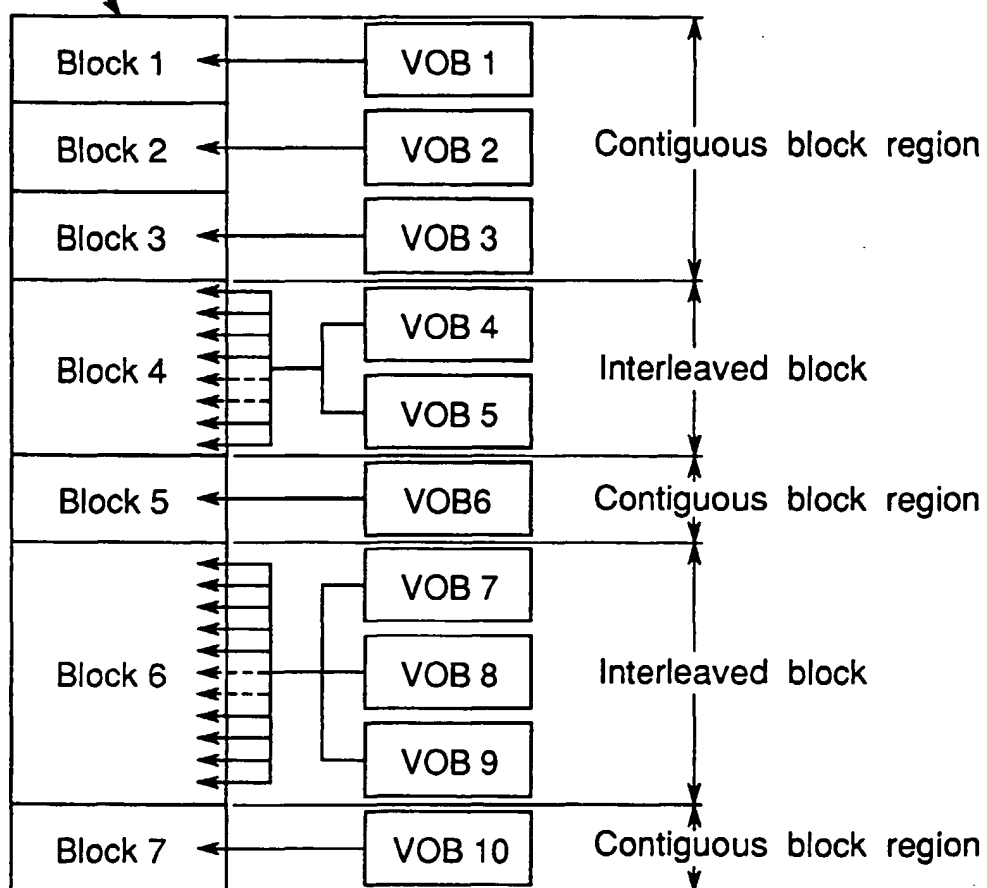 Block 1
VOB 1
Block 2
VOB 2
Contiguous block region
Block 3
VOB 3
Block 4
VOB 4
Interleaved block
VOB 5
Block 5
VOB6
Contiguous block region
VOB 7
Block 6
VOB 8
Interleaved block
VOB 9
Block 7
VOB 10
Contiguous block region